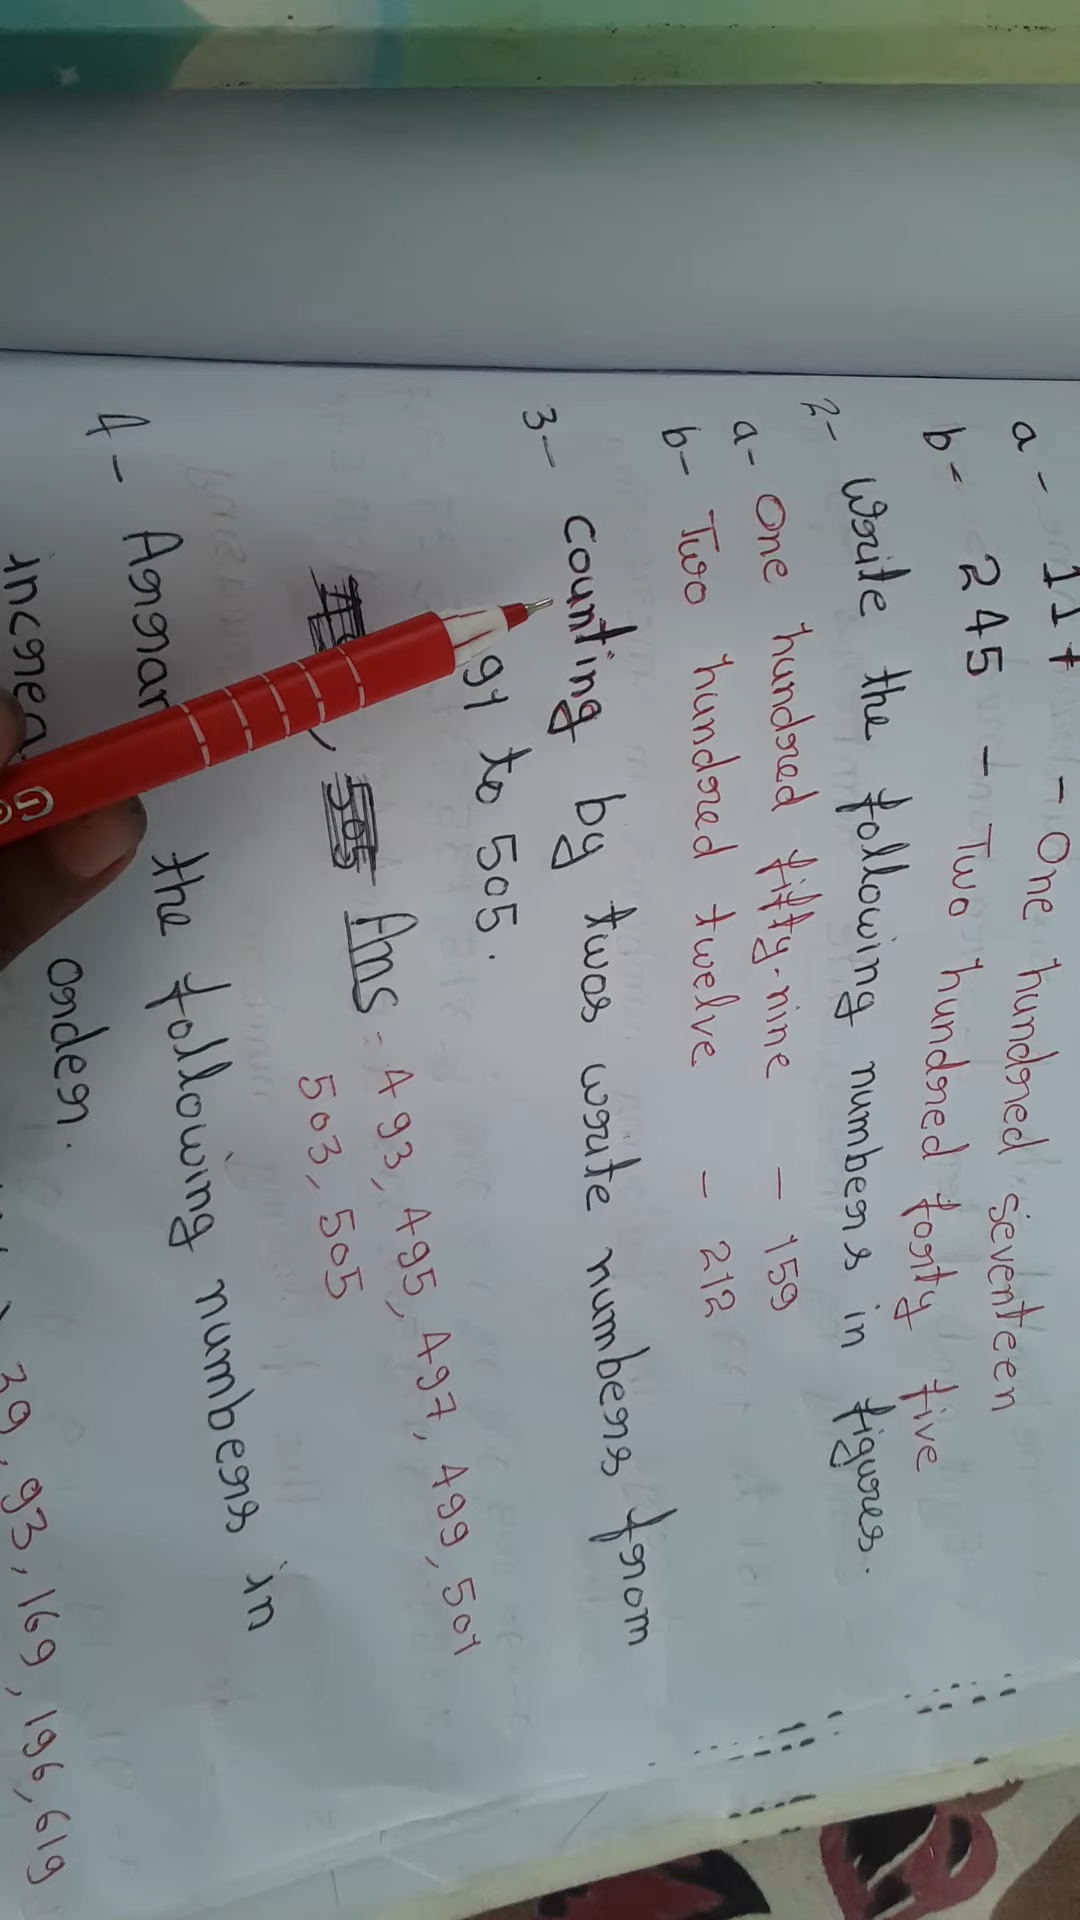 a - 117 - One hundred seventeen
b - 245 - Two hundred forty five
2- Write the following numbers in figures.
a- One hundred fifty-nine - 159
b- Two hundred twelve - 212
3- Counting by twos write numbers from
91 to 505.
, 505 Ans = 493, 495, 497, 499, 501
503, 505
4- the following numbers in
order.
39, 93, 169, 196, 619